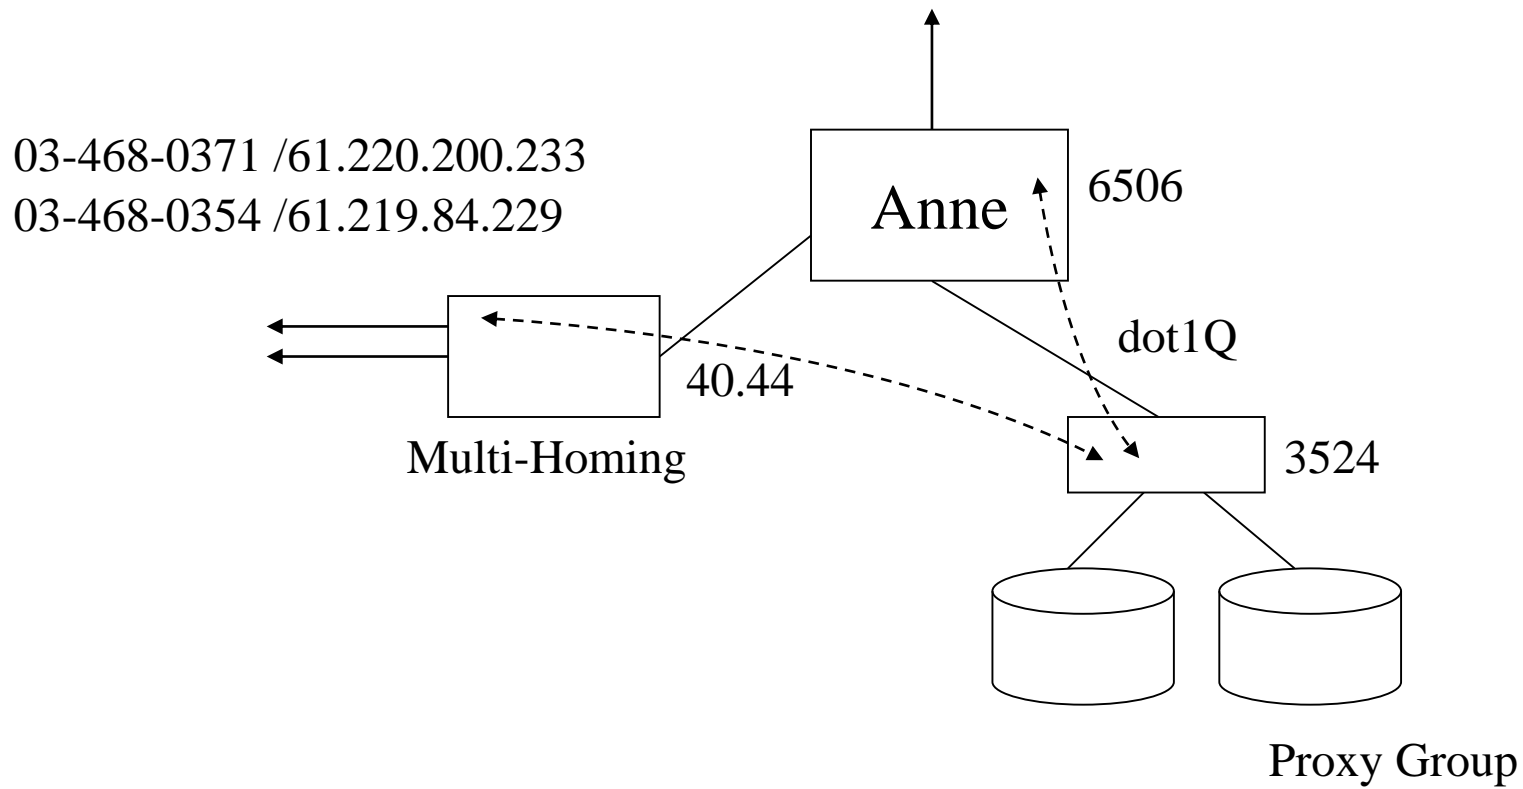 03-468-0371 /61.220.200.233
03-468-0354 /61.219.84.229
Anne
6506
dot1Q
40.44
Multi-Homing
3524
Proxy Group